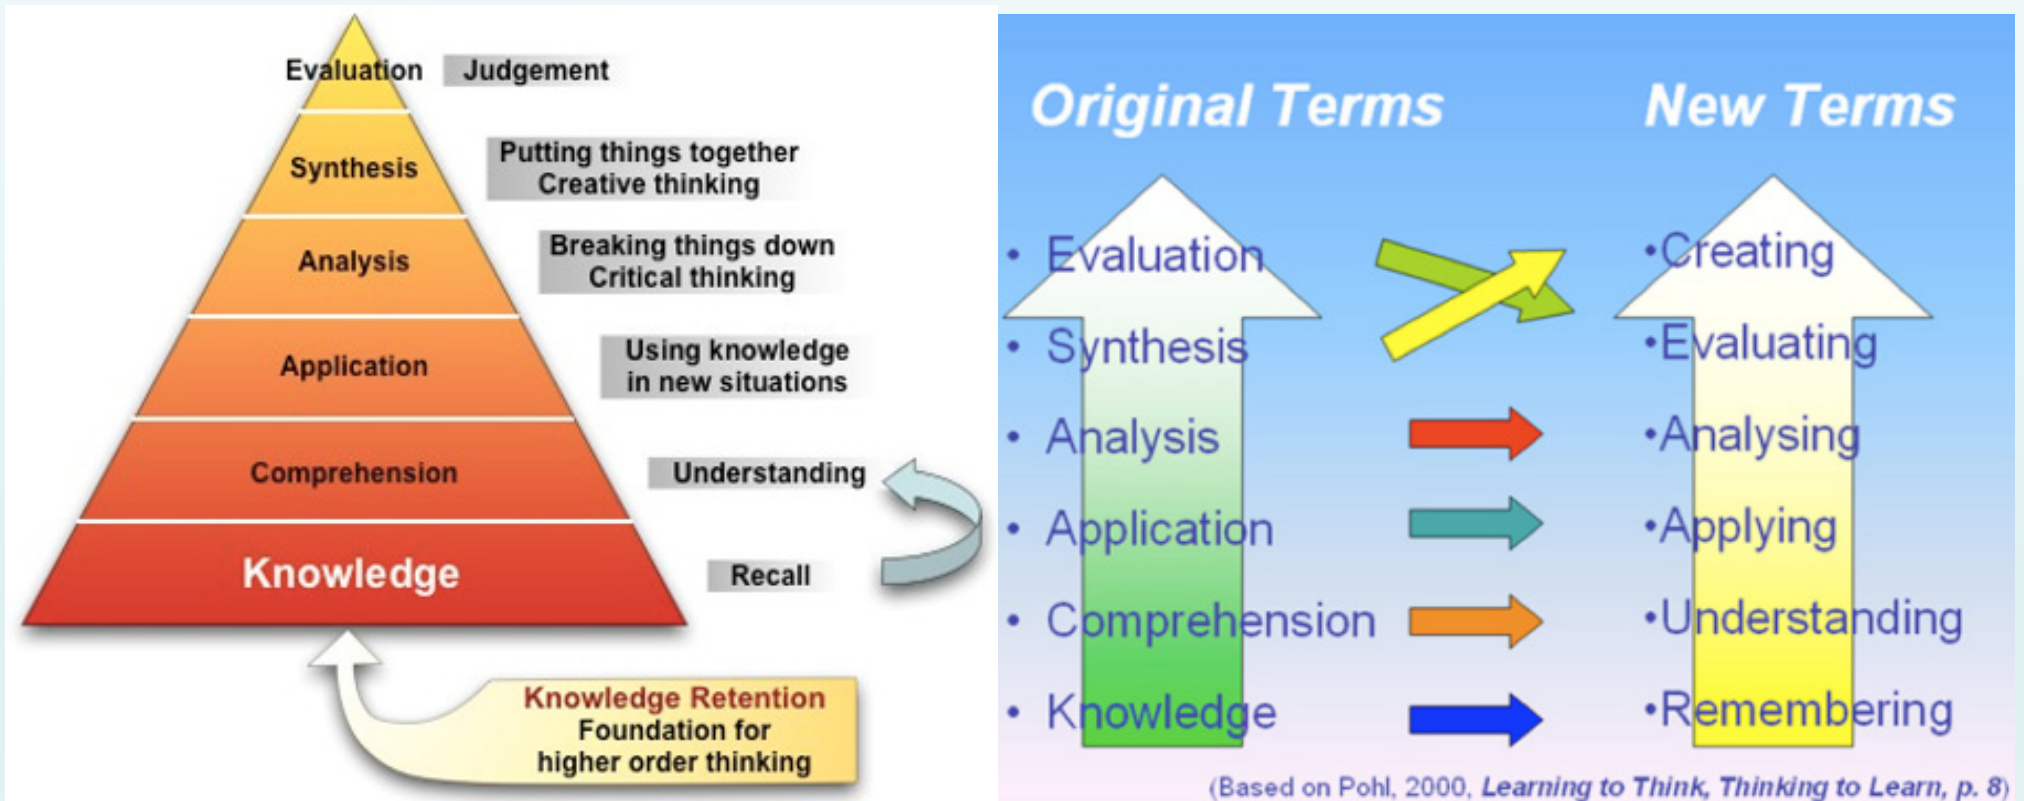 Evaluation
Judgement
Synthesis
Putting things together
Creative thinking
Analysis
Breaking things down
Critical thinking
Application
Using knowledge
in new situations
Comprehension
Understanding
Knowledge
Recall
Knowledge Retention
Foundation for
higher order thinking
Original Terms
New Terms
• Evaluation
•Creating
• Synthesis
•Evaluating
• Analysis
•Analysing
• Application
•Applying
• Comprehension
•Understanding
• Knowledge
•Remembering
(Based on Pohl, 2000, Learning to Think, Thinking to Learn, p. 8)